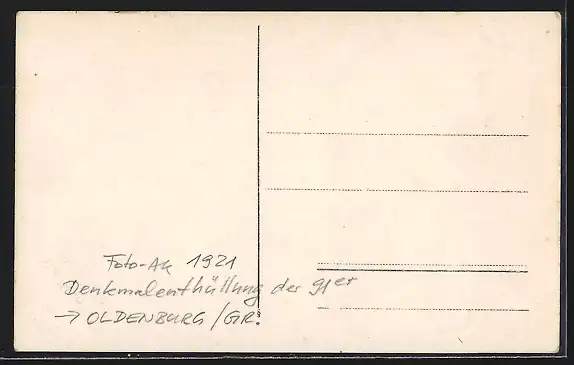 Foto-AK 1921
Denkmalenthüllung der 91er
→ OLDENBURG/GR.